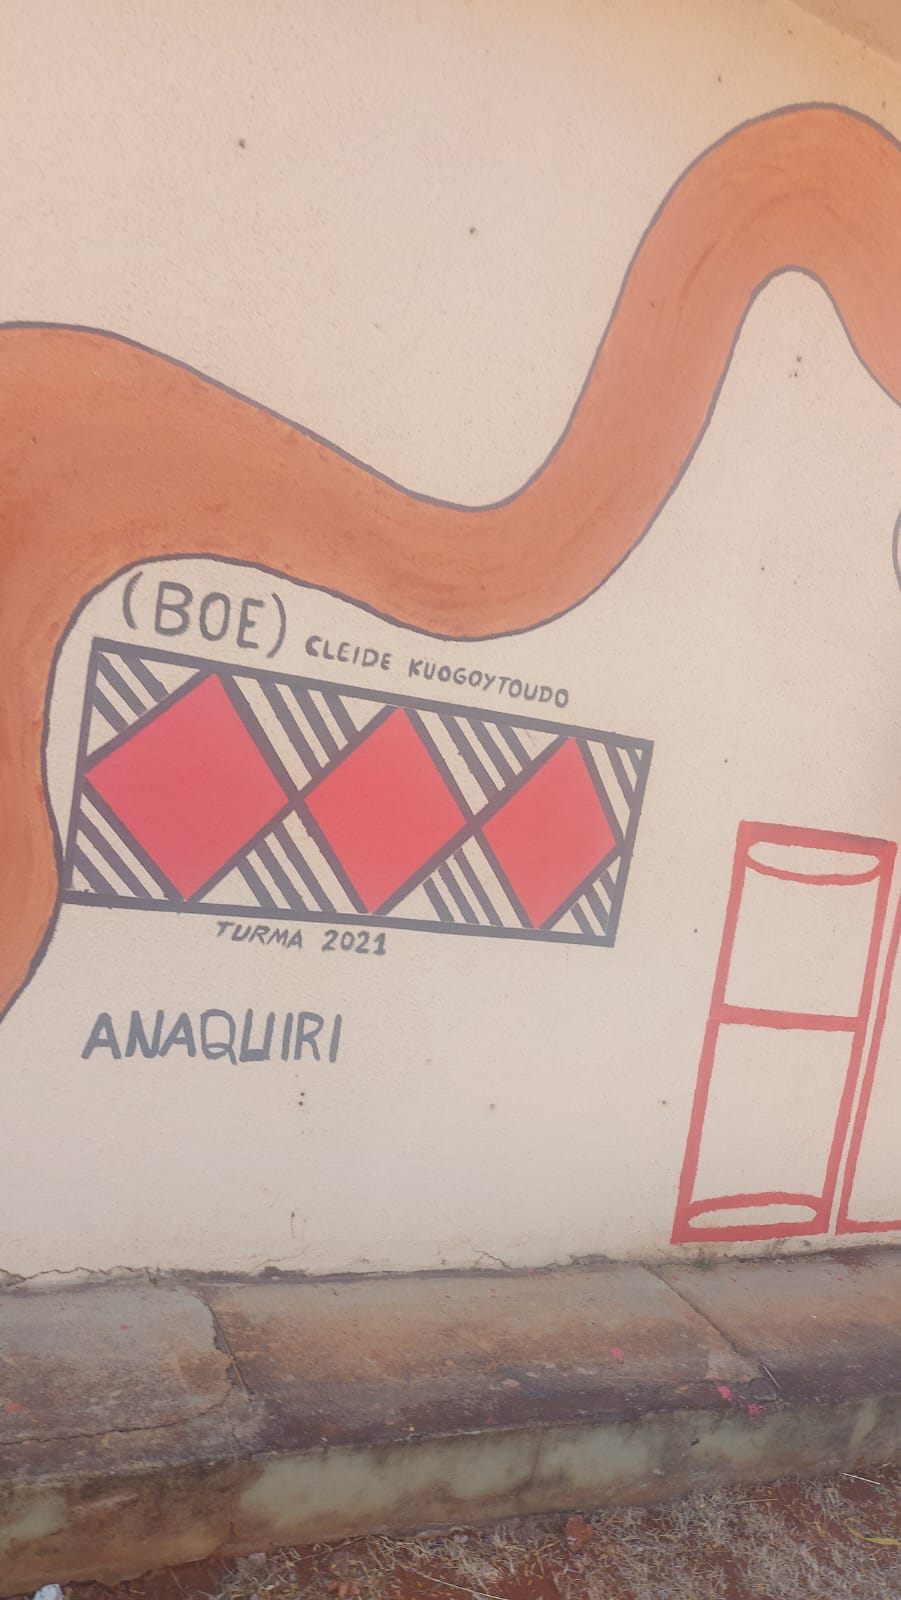 (BOE) CLEIDE KUOGOYTOUDO
TURMA 2021
ANAQUIRI